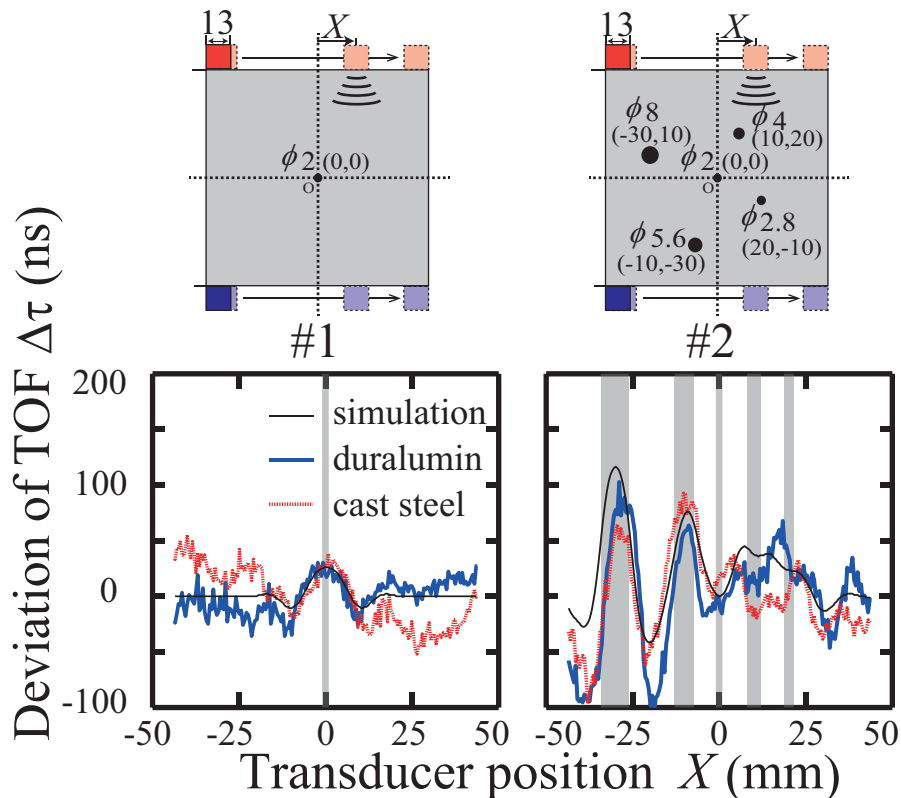 13
X
ϕ2 (0,0)
O
#1
13
X
ϕ8
(-30,10)
ϕ4
(10,20)
ϕ2 (0,0)
O
ϕ5.6
(-10,-30)
ϕ2.8
(20,-10)
#2
Deviation of TOF Δτ (ns)
200
100
0
-100
simulation
duralumin
cast steel
-50 -25 0 25 50
-50 -25 0 25 50
Transducer position X (mm)